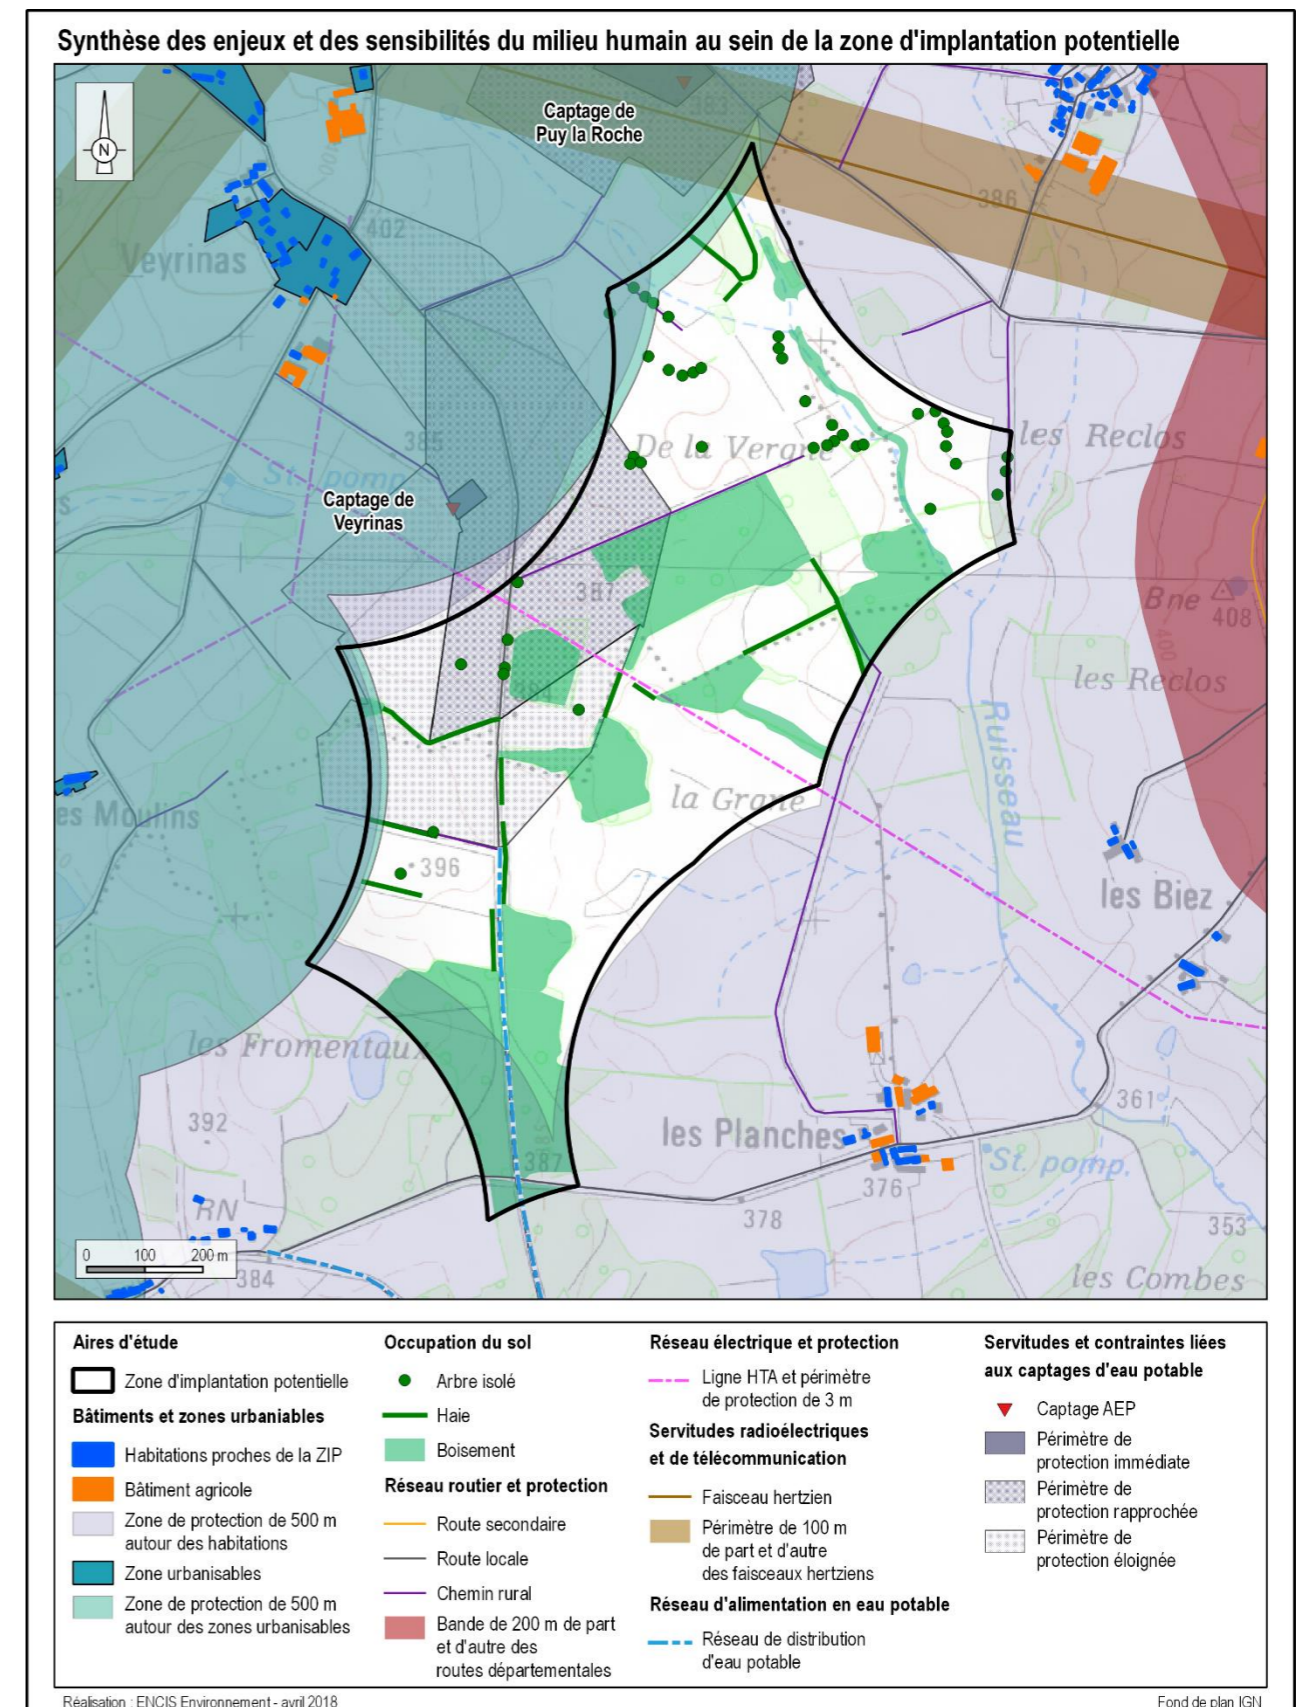 Synthèse des enjeux et des sensibilités du milieu humain au sein de la zone d'implantation potentielle
N
Captage de
Puy la Roche
400
402
386
Veyrinas
385
St. pomp.
Captage de
Veyrinas
De la Vergne
les Reclos
387
Bne
408
400
les Reclos
Ruisseau
la Grane
es Moulins
396
les Biez
les Fromentaux
392
les Planches
361
387
St. pomp.
376
RN
378
353
0 100 200 m
384
les Combes
Aires d'étude
Zone d'implantation potentielle
Bâtiments et zones urbaniables
Habitations proches de la ZIP
Bâtiment agricole
Zone de protection de 500 m
autour des habitations
Zone urbanisables
Zone de protection de 500 m
autour des zones urbanisables
Occupation du sol
Arbre isolé
Haie
Boisement
Réseau routier et protection
Route secondaire
Route locale
Chemin rural
Bande de 200 m de part
et d'autre des
routes départementales
Réseau électrique et protection
Ligne HTA et périmètre
de protection de 3 m
Servitudes radioélectriques
et de télécommunication
Faisceau hertzien
Périmètre de 100 m
de part et d'autre
des faisceaux hertziens
Réseau d'alimentation en eau potable
Réseau de distribution
d'eau potable
Servitudes et contraintes liées
aux captages d'eau potable
Captage AEP
Périmètre de
protection immédiate
Périmètre de
protection rapprochée
Périmètre de
protection éloignée
Réalisation : ENCIS Environnement - avril 2018
Fond de plan IGN